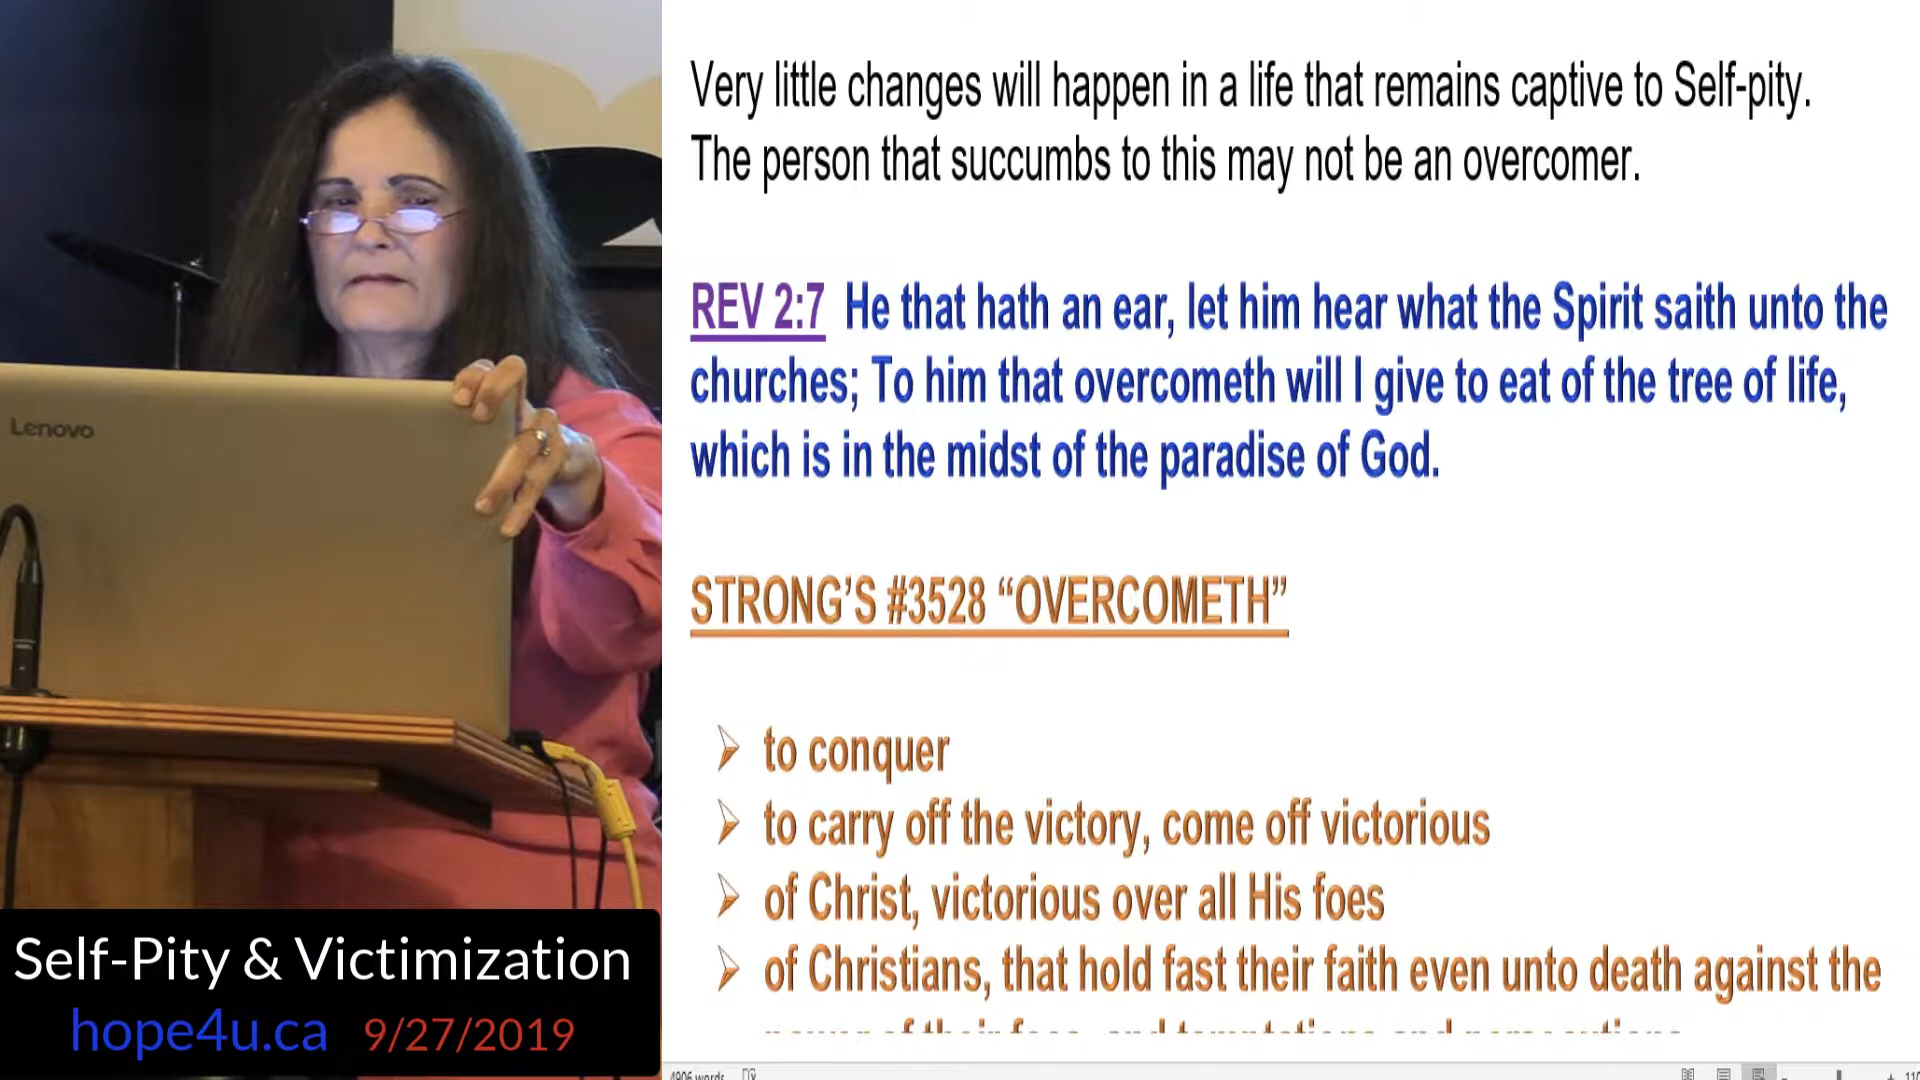 Very little changes will happen in a life that remains captive to Self-pity.
The person that succumbs to this may not be an overcomer.
REV 2:7 He that hath an ear, let him hear what the Spirit saith unto the
churches; To him that overcometh will I give to eat of the tree of life,
which is in the midst of the paradise of God.
STRONG’S #3528 “OVERCOMETH”
to conquer
to carry off the victory, come off victorious
of Christ, victorious over all His foes
of Christians, that hold fast their faith even unto death against the
Lenovo
Self-Pity & Victimization
hope4u.ca 9/27/2019
4906 words